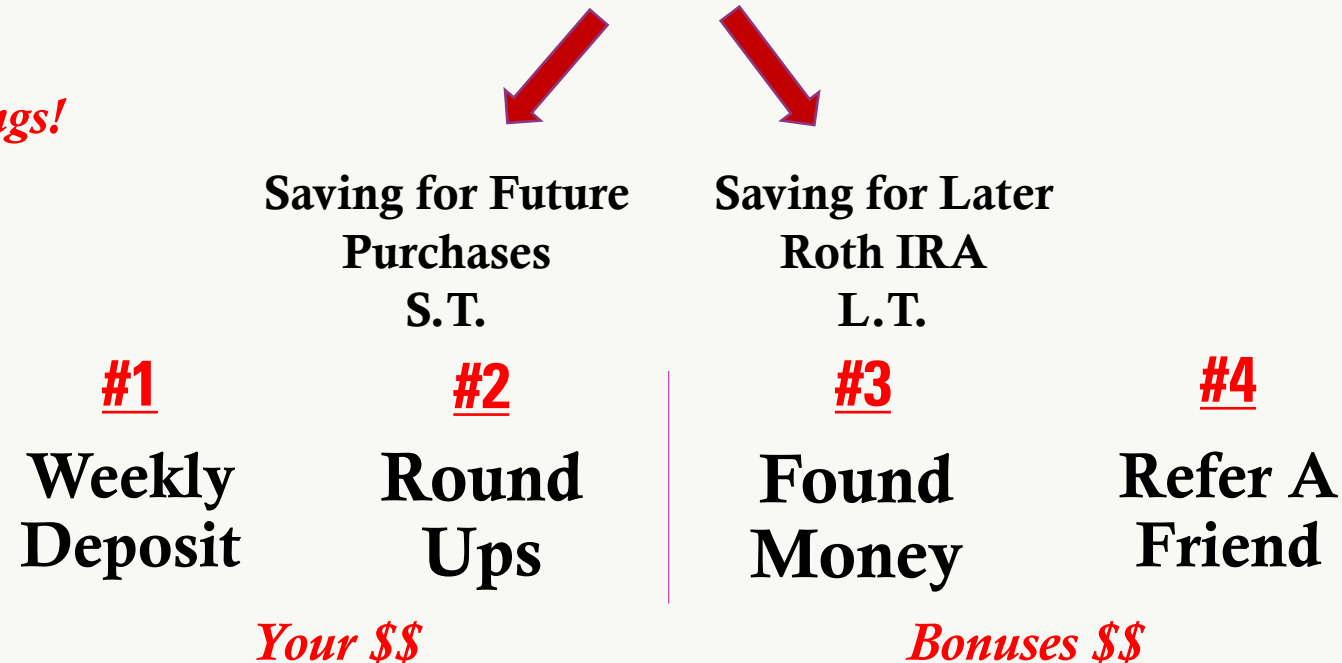 Saving for Future
Purchases
S.T.
Saving for Later
Roth IRA
L.T.
#1
Weekly
Deposit
#2
Round
Ups
#3
Found
Money
#4
Refer A
Friend
Your $$
Bonuses $$